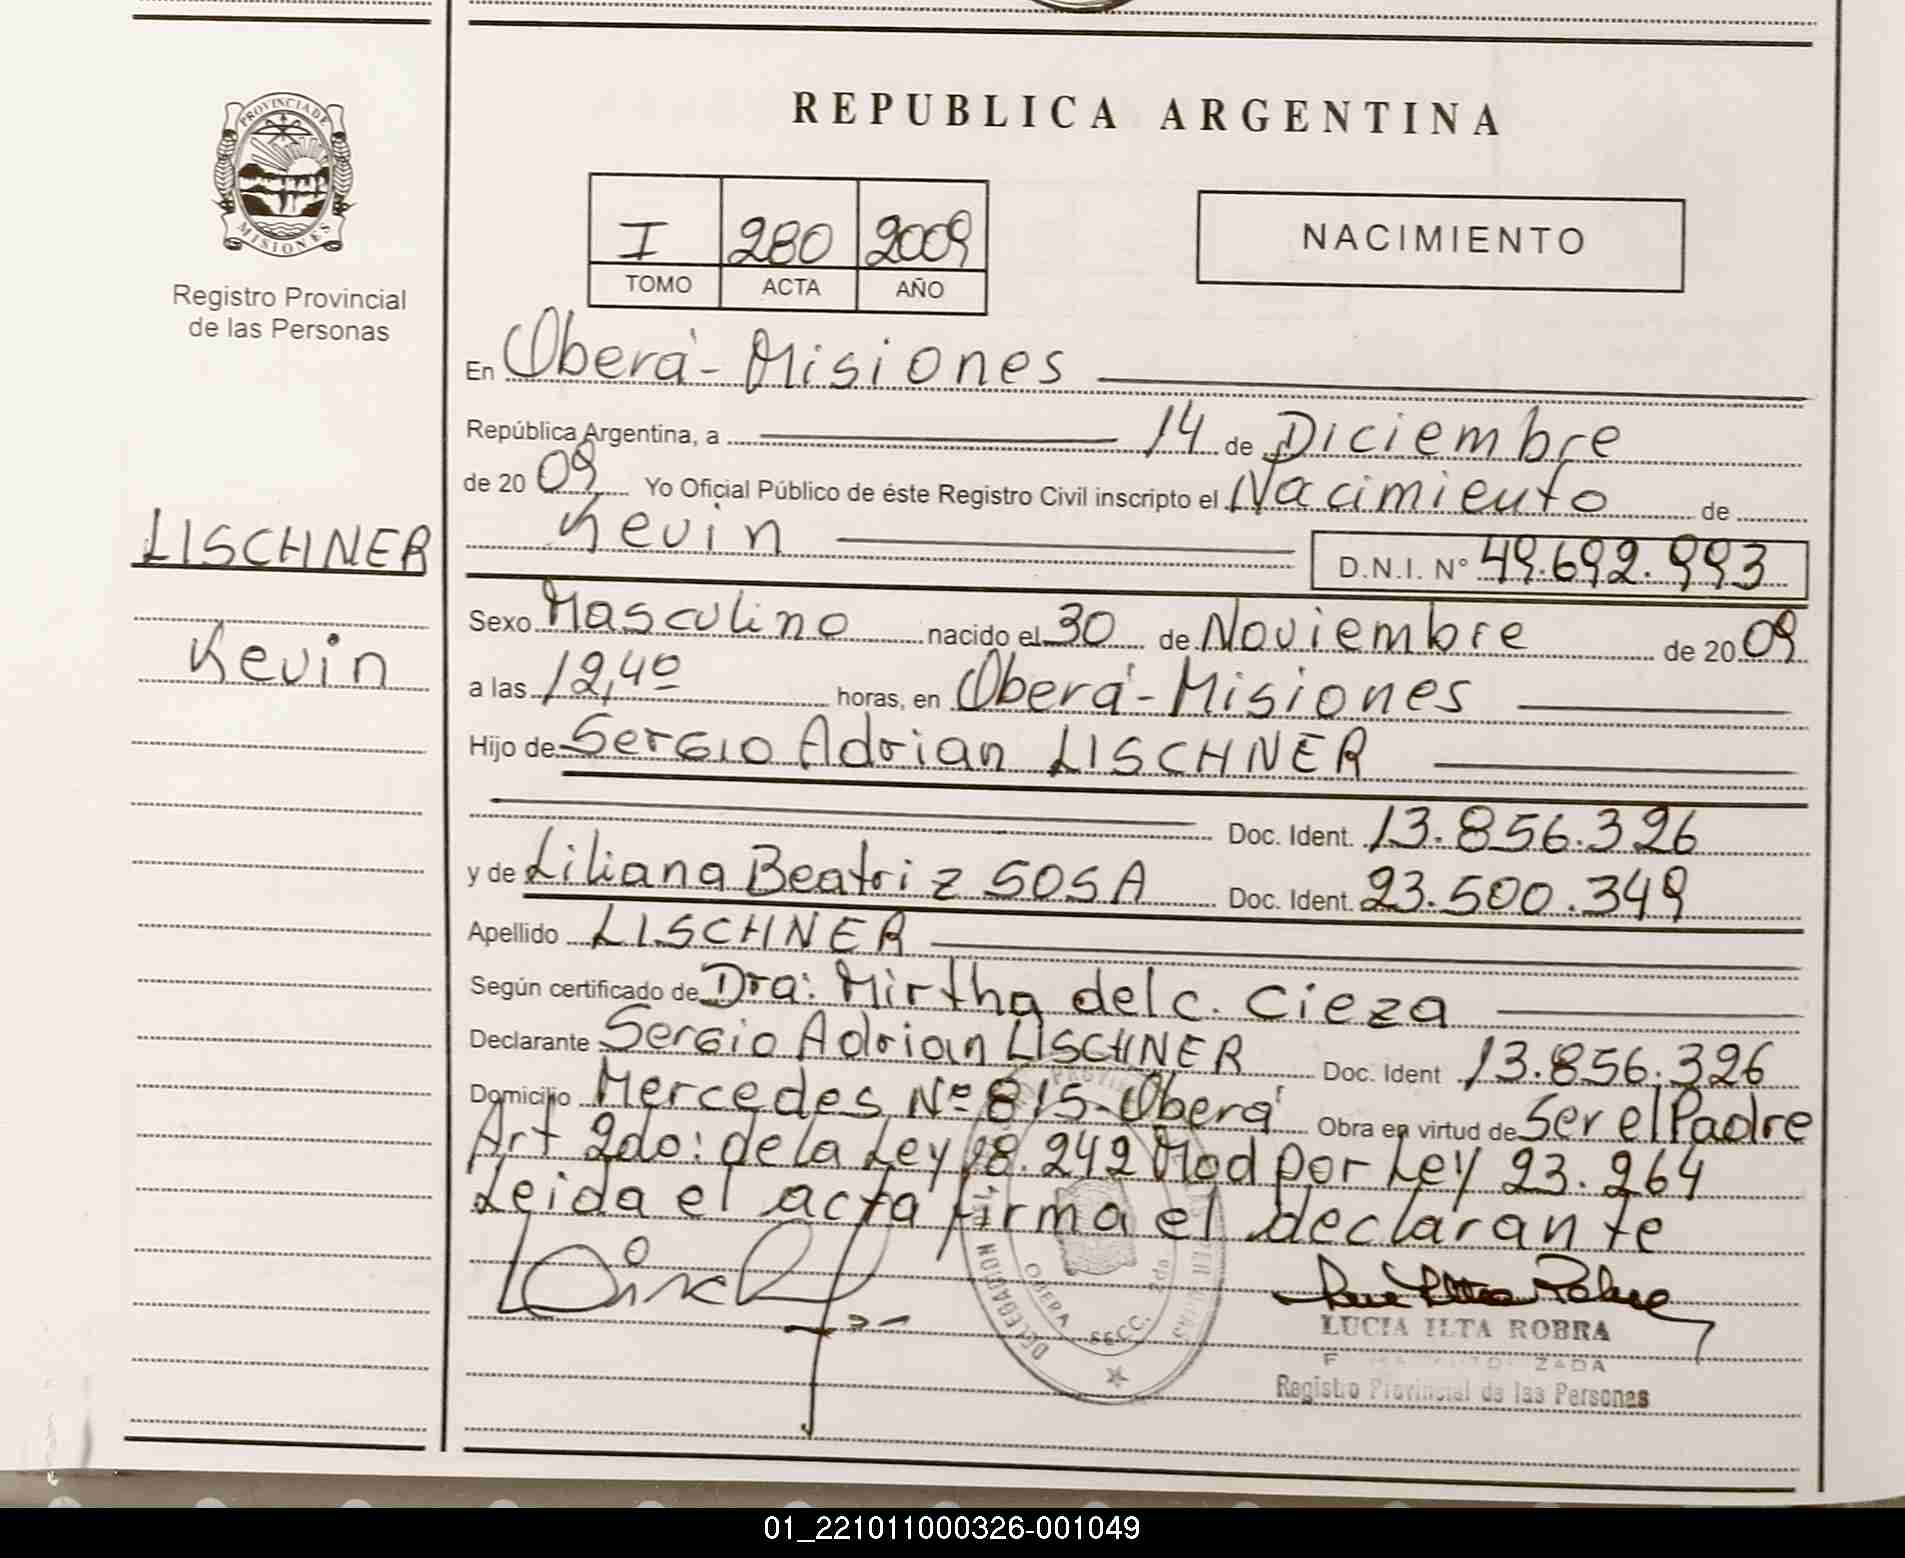 REPUBLICA ARGENTINA
PROVINCIA DE
MISIONES
Registro Provincial
de las Personas
I 280 2009
TOMO ACTA AÑO
NACIMIENTO
En Oberá - Misiones
República Argentina, a 14 de Diciembre
de 2009 Yo Oficial Público de éste Registro Civil inscripto el Nacimiento de
LISCHNER
Kevin D.N.I. N° 49.692.993
Kevin
Sexo Masculino nacido el 30 de Noviembre de 2009
a las 12,40 horas, en Oberá - Misiones
Hijo de Sergio Adrian LISCHNER
Doc. Ident. 13.856.326
y de Liliana Beatriz SOSA Doc. Ident. 23.500.349
Apellido LISCHNER
Según certificado de Dra: Mirtha del c. Cieza
Declarante Sergio Adrian LISCHNER Doc. Ident 13.856.326
Domicilio Mercedes Nº 815 - Oberá Obra en virtud de Ser el Padre
Art 2do: de la Ley 18.242 Mod por Ley 23.264
Leida el acta firma el declarante
DELEGACION
OBERA SECC. 2da
LUCIA ILTA ROBRA
Registro Provincial de las Personas
01_221011000326-001049